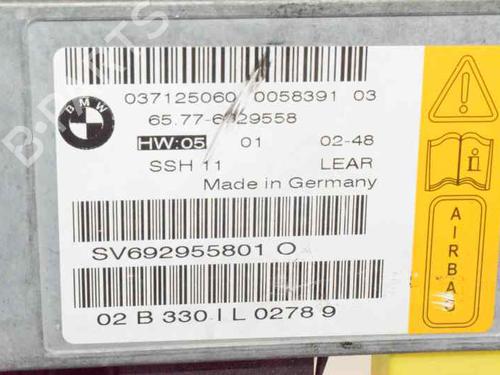 BMW
037125060 0058391 03
65.77-6929558
HW:05 01 02-48
SSH 11 LEAR
Made in Germany
SV692955801 O
02 B 330 I L 0278 9
AIRBAG
B-PARTS